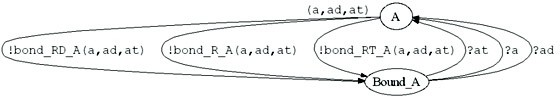 (a,ad,at)
A
!bond_RD_A(a,ad,at)
!bond_R_A(a,ad,at)
!bond_RT_A(a,ad,at)
?at
?a
?ad
Bound_A